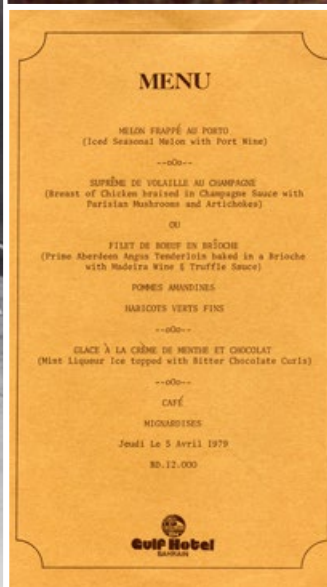 MENU
MELON FRAPPÉ AU PORTO
(Iced Seasonal Melon with Port Wine)
--oOo--
SUPRÊME DE VOLAILLE AU CHAMPAGNE
(Breast of Chicken braised in Champagne Sauce with
Parisian Mushrooms and Artichokes)
OU
FILET DE BOEUF EN BRÎOCHE
(Prime Aberdeen Angus Tenderloin baked in a Brioche
with Madeira Wine & Truffle Sauce)
POMMES AMANDINES
HARICOTS VERTS FINS
--oOo--
GLACE À LA CRÈME DE MENTHE ET CHOCOLAT
(Mint Liqueur Ice topped with Bitter Chocolate Curls)
--oOo--
CAFÉ
MIGNARDISES
Jeudi Le 5 Avril 1979
BD.12.000
Gulf Hotel
BAHRAIN